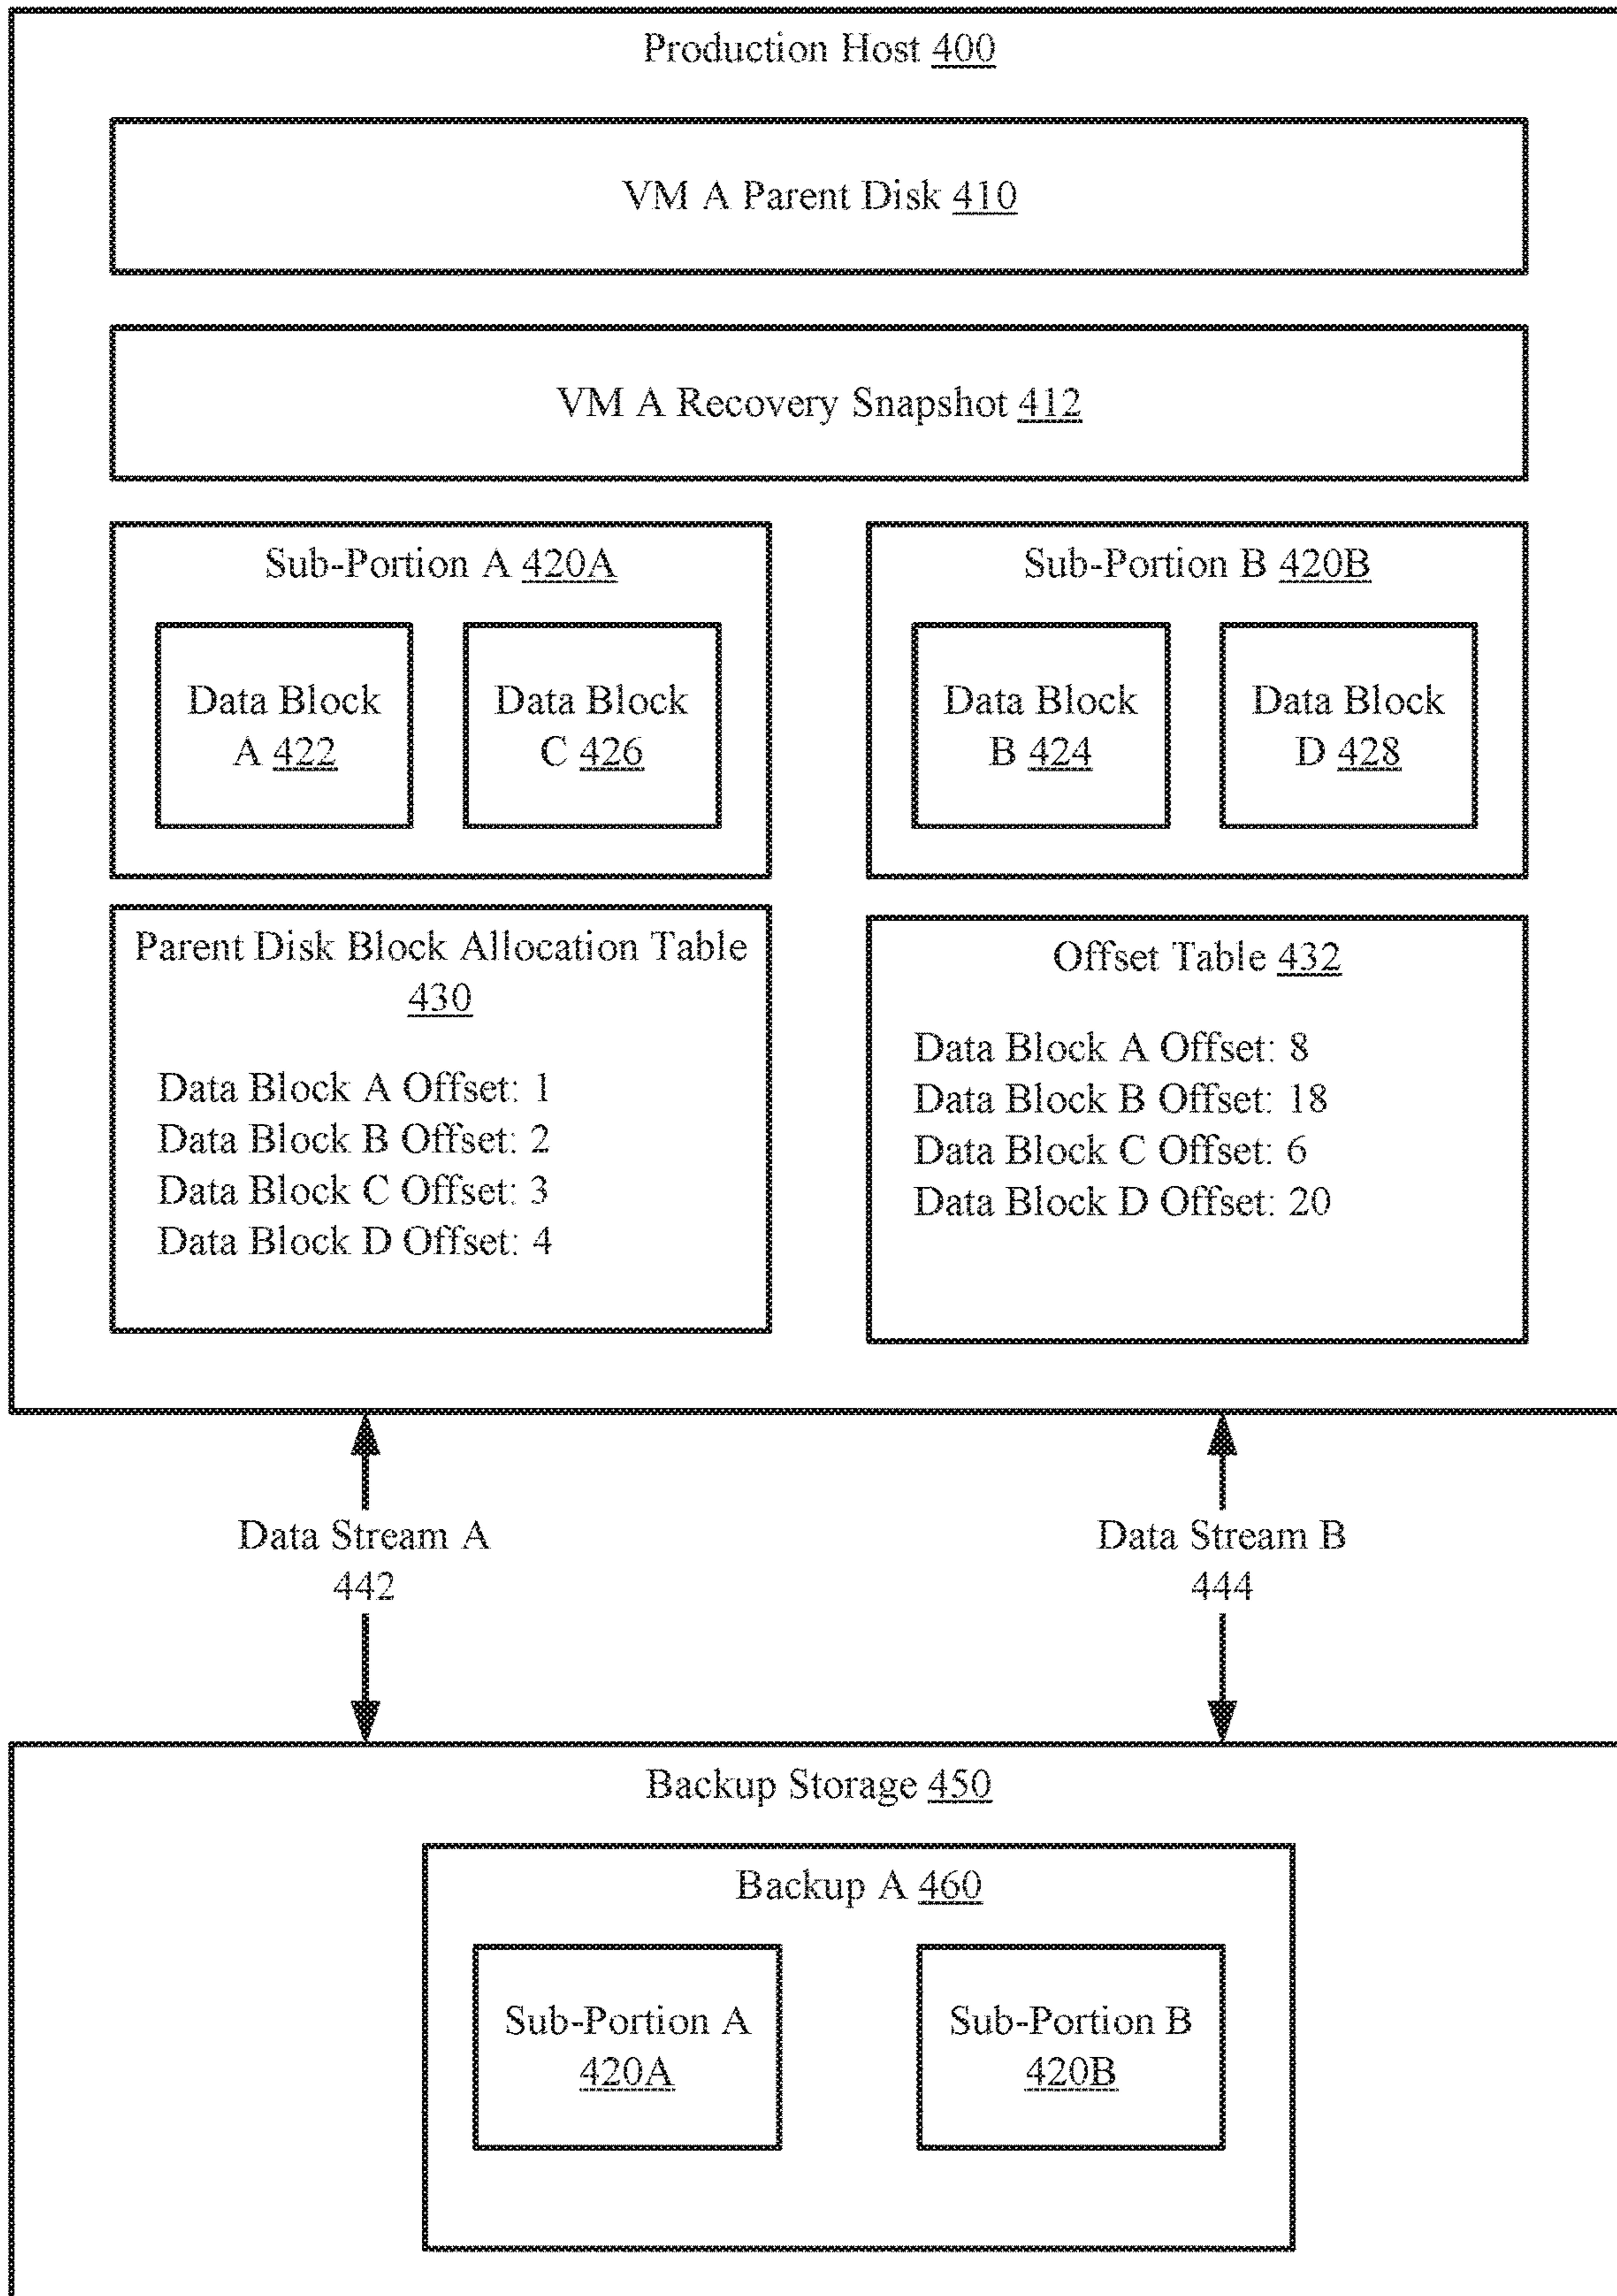 Production Host 400
VM A Parent Disk 410
VM A Recovery Snapshot 412
Sub-Portion A 420A
Data Block
A 422
Data Block
C 426
Sub-Portion B 420B
Data Block
B 424
Data Block
D 428
Parent Disk Block Allocation Table
430
Data Block A Offset: 1
Data Block B Offset: 2
Data Block C Offset: 3
Data Block D Offset: 4
Offset Table 432
Data Block A Offset: 8
Data Block B Offset: 18
Data Block C Offset: 6
Data Block D Offset: 20
Data Stream A
442
Data Stream B
444
Backup Storage 450
Backup A 460
Sub-Portion A
420A
Sub-Portion B
420B